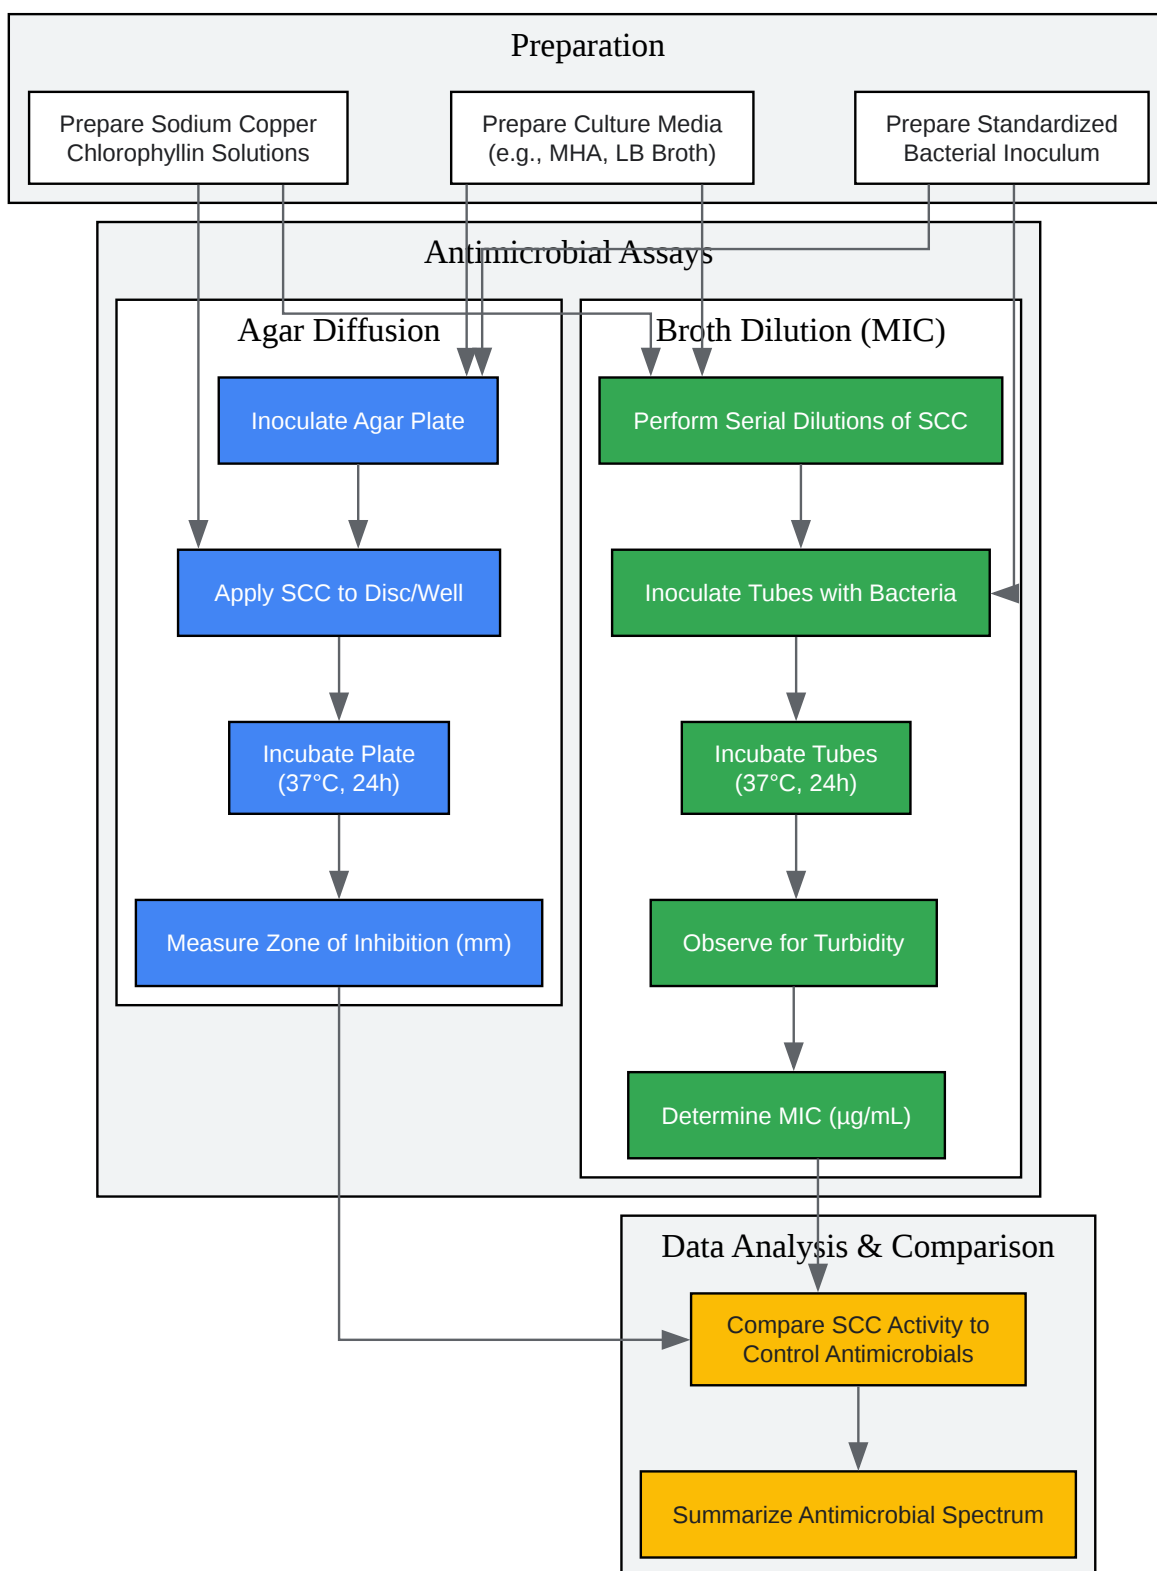 Preparation
Prepare Sodium Copper
Chlorophyllin Solutions
Prepare Culture Media
(e.g., MHA, LB Broth)
Prepare Standardized
Bacterial Inoculum
Antimicrobial Assays
Agar Diffusion
Inoculate Agar Plate
Apply SCC to Disc/Well
Incubate Plate
(37°C, 24h)
Measure Zone of Inhibition (mm)
Broth Dilution (MIC)
Perform Serial Dilutions of SCC
Inoculate Tubes with Bacteria
Incubate Tubes
(37°C, 24h)
Observe for Turbidity
Determine MIC (µg/mL)
Data Analysis & Comparison
Compare SCC Activity to
Control Antimicrobials
Summarize Antimicrobial Spectrum